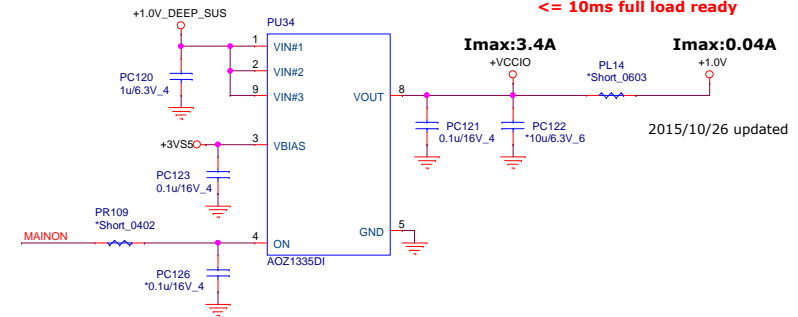 <= 10ms full load ready
+1.0V_DEEP_SUS
PU34
Imax:3.4A
Imax:0.04A
+VCCIO
PL14
*Short_0603
+1.0V
1
VIN#1
2
VIN#2
9
VIN#3
PC120
1u/6.3V_4
VOUT
8
PC121
0.1u/16V_4
PC122
*10u/6.3V_6
2015/10/26 updated
+3VS5
3
VBIAS
PC123
0.1u/16V_4
PR109
*Short_0402
MAINON
4
ON
GND
5
AOZ1335DI
PC126
*0.1u/16V_4